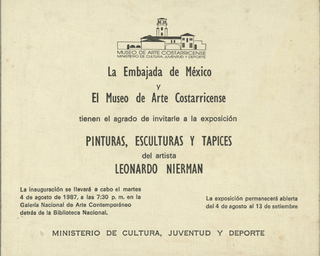 MUSEO DE ARTE COSTARRICENSE
MINISTERIO DE CULTURA, JUVENTUD Y DEPORTE
La Embajada de México
y
El Museo de Arte Costarricense
tienen el agrado de invitarle a la exposición
PINTURAS, ESCULTURAS Y TAPICES
del artista
LEONARDO NIERMAN
La inauguración se llevará a cabo el martes
4 de agosto de 1987, a las 7:30 p. m. en la
Galería Nacional de Arte Contemporáneo
detrás de la Biblioteca Nacional.
La exposición permanecerá abierta
del 4 de agosto al 13 de setiembre
MINISTERIO DE CULTURA, JUVENTUD Y DEPORTE